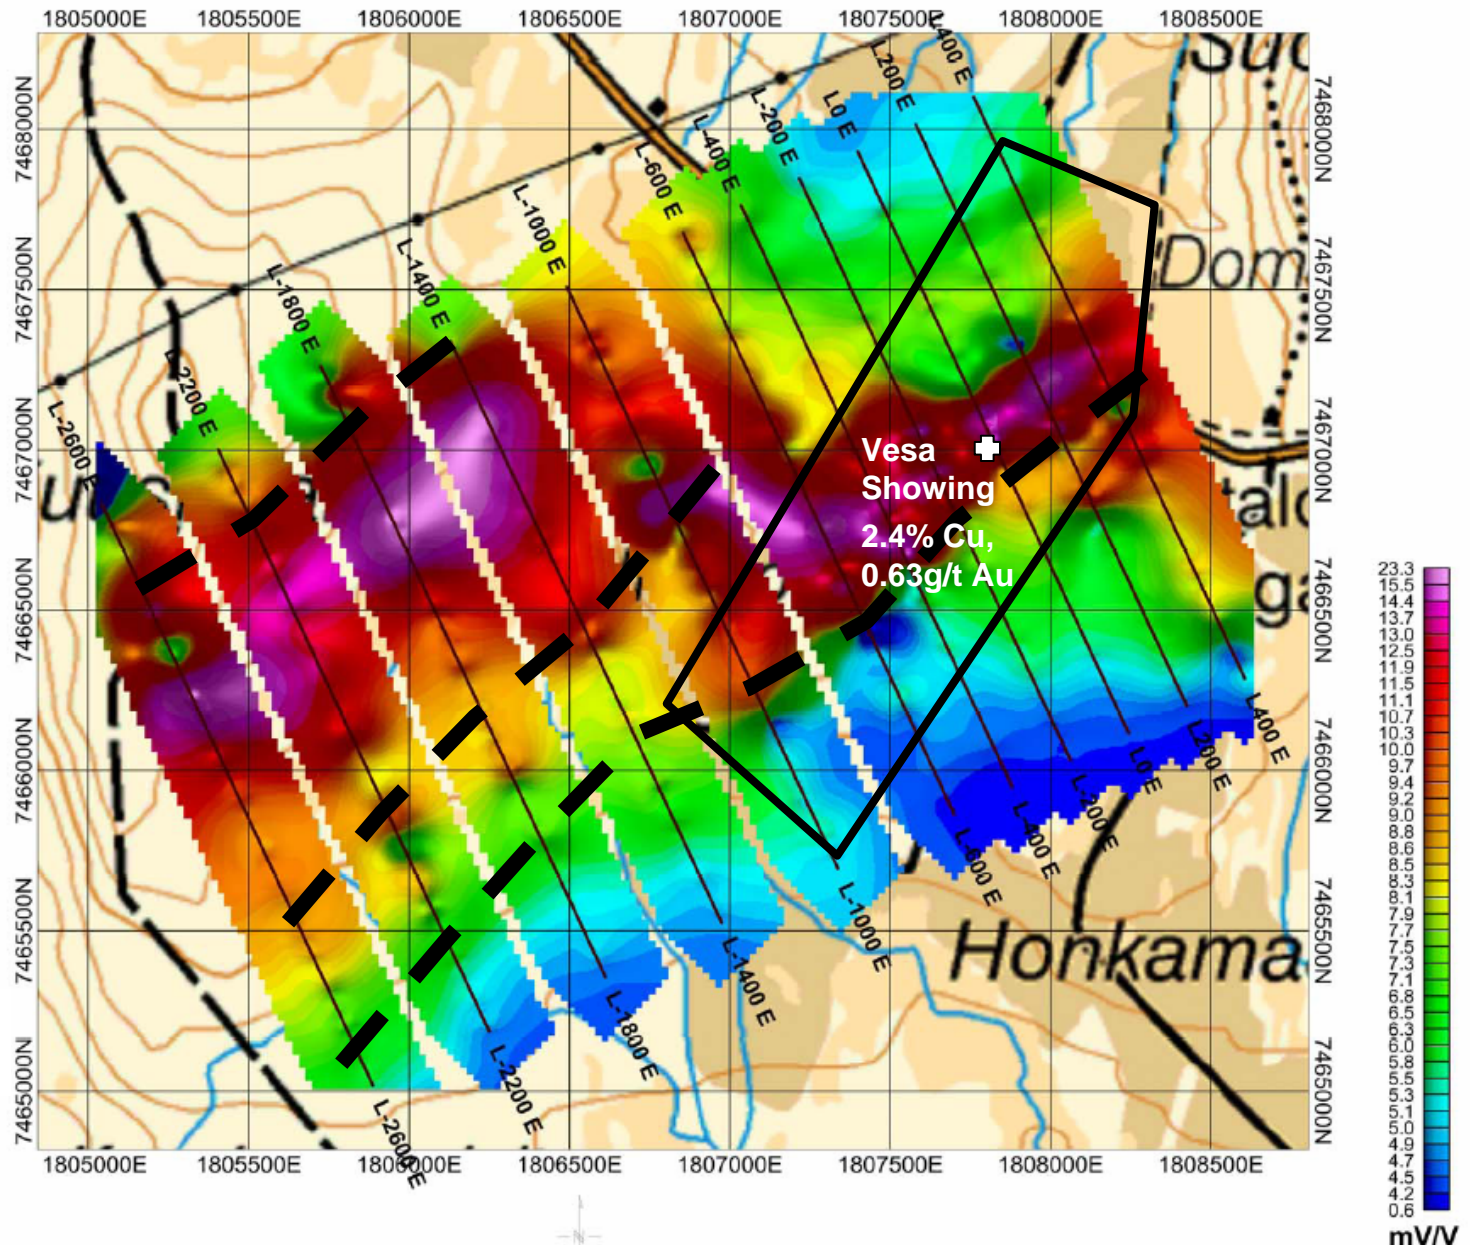 1805000E 1805500E 1806000E 1806500E 1807000E 1807500E 1808000E 1808500E
7468000N
7467500N
7467000N
7466500N
7466000N
7465500N
7465000N
7468000N
7467500N
7467000N
7466500N
7466000N
7465500N
7465000N
L-2600 E
L-2200 E
L-1800 E
L-1400 E
L-1000 E
L-600 E
L-400 E
L-200 E
L0 E
L200 E
L400 E
Dom
Vesa
Showing
2.4% Cu,
0.63g/t Au
L400 E
L200 E
L0 E
L-200 E
L-400 E
L-600 E
L-1000 E
L-1400 E
L-1800 E
L-2200 E
L-2600 E
Honkama
1805000E 1805500E 1806000E 1806500E 1807000E 1807500E 1808000E 1808500E
N
23.3
15.5
14.4
13.7
13.0
12.5
11.9
11.5
11.1
10.7
10.3
10.0
9.7
9.4
9.2
9.0
8.8
8.6
8.5
8.3
8.1
7.9
7.7
7.5
7.3
7.1
6.8
6.5
6.3
6.0
5.8
5.5
5.3
5.1
5.0
4.9
4.7
4.5
4.2
0.6
mV/V